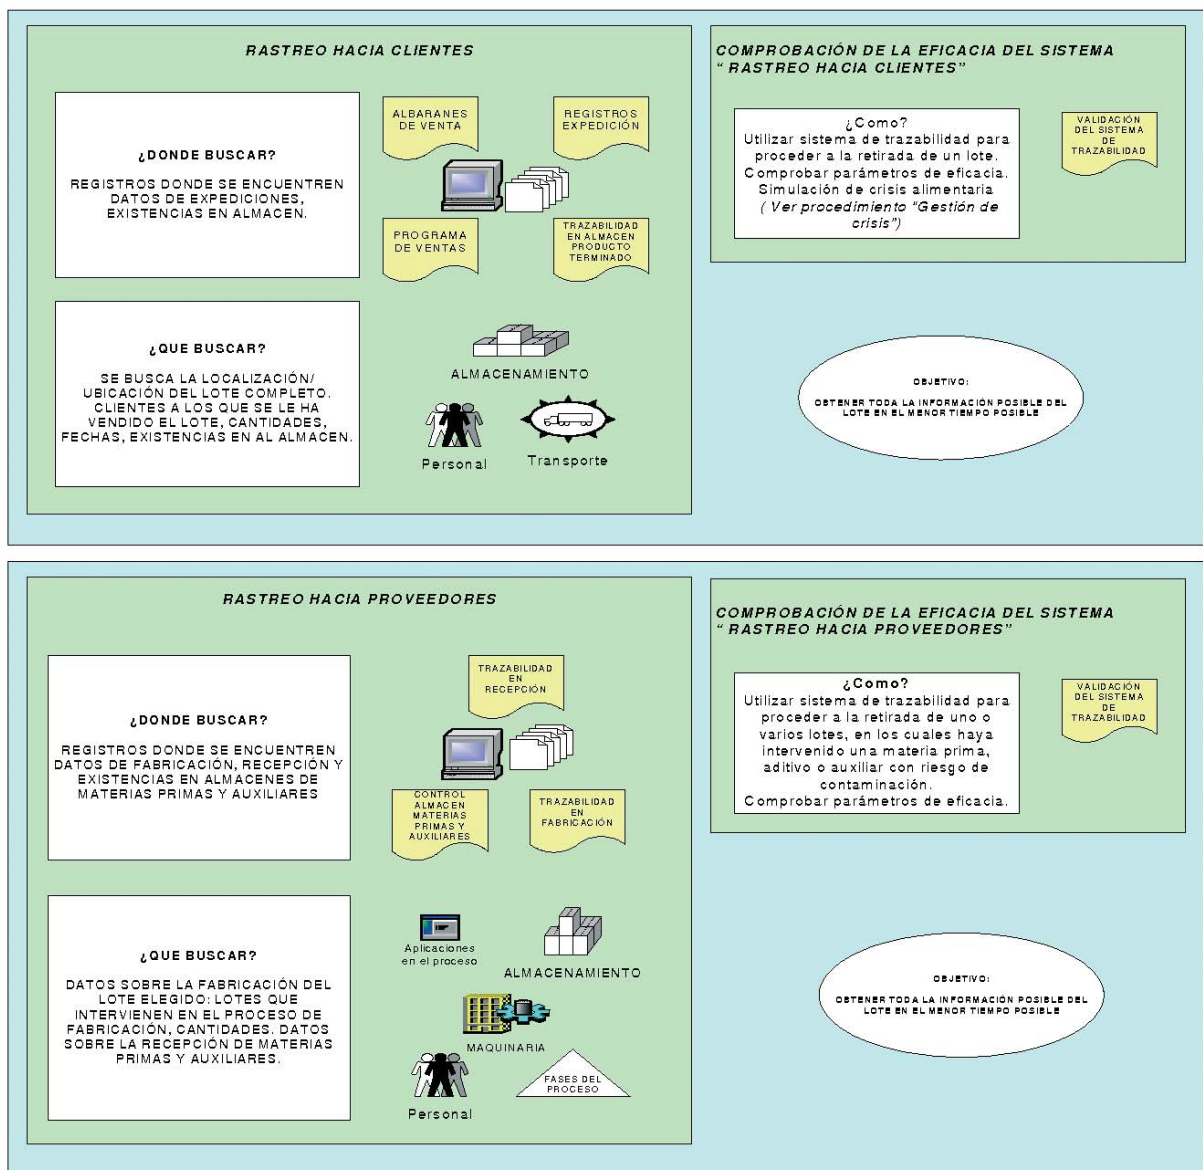 RASTREO HACIA CLIENTES
¿DONDE BUSCAR?
REGISTROS DONDE SE ENCUENTREN
DATOS DE EXPEDICIONES,
EXISTENCIAS EN ALMACEN.
ALBARANES
DE VENTA
REGISTROS
EXPEDICIÓN
PROGRAMA
DE VENTAS
TRAZABILIDAD
EN ALMACEN
PRODUCTO
TERMINADO
¿QUE BUSCAR?
SE BUSCA LA LOCALIZACIÓN/
UBICACIÓN DEL LOTE COMPLETO.
CLIENTES A LOS QUE SE LE HA
VENDIDO EL LOTE, CANTIDADES,
FECHAS, EXISTENCIAS EN AL ALMACEN.
ALMACENAMIENTO
Personal
Transporte
COMPROBACIÓN DE LA EFICACIA DEL SISTEMA
“ RASTREO HACIA CLIENTES”
¿Como?
Utilizar sistema de trazabilidad para
proceder a la retirada de un lote.
Comprobar parámetros de eficacia.
Simulación de crisis alimentaria
( Ver procedimiento “Gestión de
crisis”)
VALIDACIÓN
DEL SISTEMA
DE
TRAZABILIDAD
OBJETIVO:
OBTENER TODA LA INFORMACIÓN POSIBLE DEL
LOTE EN EL MENOR TIEMPO POSIBLE
RASTREO HACIA PROVEEDORES
¿DONDE BUSCAR?
REGISTROS DONDE SE ENCUENTREN
DATOS DE FABRICACIÓN, RECEPCIÓN Y
EXISTENCIAS EN ALMACENES DE
MATERIAS PRIMAS Y AUXILIARES
TRAZABILIDAD
EN
RECEPCIÓN
CONTROL
ALMACEN
MATERIAS
PRIMAS Y
AUXILIARES
TRAZABILIDAD
EN
FABRICACIÓN
¿QUE BUSCAR?
DATOS SOBRE LA FABRICACIÓN DEL
LOTE ELEGIDO: LOTES QUE
INTERVIENEN EN EL PROCESO DE
FABRICACIÓN, CANTIDADES. DATOS
SOBRE LA RECEPCIÓN DE MATERIAS
PRIMAS Y AUXILIARES.
Aplicaciones
en el proceso
ALMACENAMIENTO
MAQUINARIA
Personal
FASES DEL
PROCESO
COMPROBACIÓN DE LA EFICACIA DEL SISTEMA
“ RASTREO HACIA PROVEEDORES”
¿Como?
Utilizar sistema de trazabilidad para
proceder a la retirada de uno o
varios lotes, en los cuales haya
intervenido una materia prima,
aditivo o auxiliar con riesgo de
contaminación.
Comprobar parámetros de eficacia.
VALIDACIÓN
DEL SISTEMA
DE
TRAZABILIDAD
OBJETIVO:
OBTENER TODA LA INFORMACIÓN POSIBLE DEL
LOTE EN EL MENOR TIEMPO POSIBLE